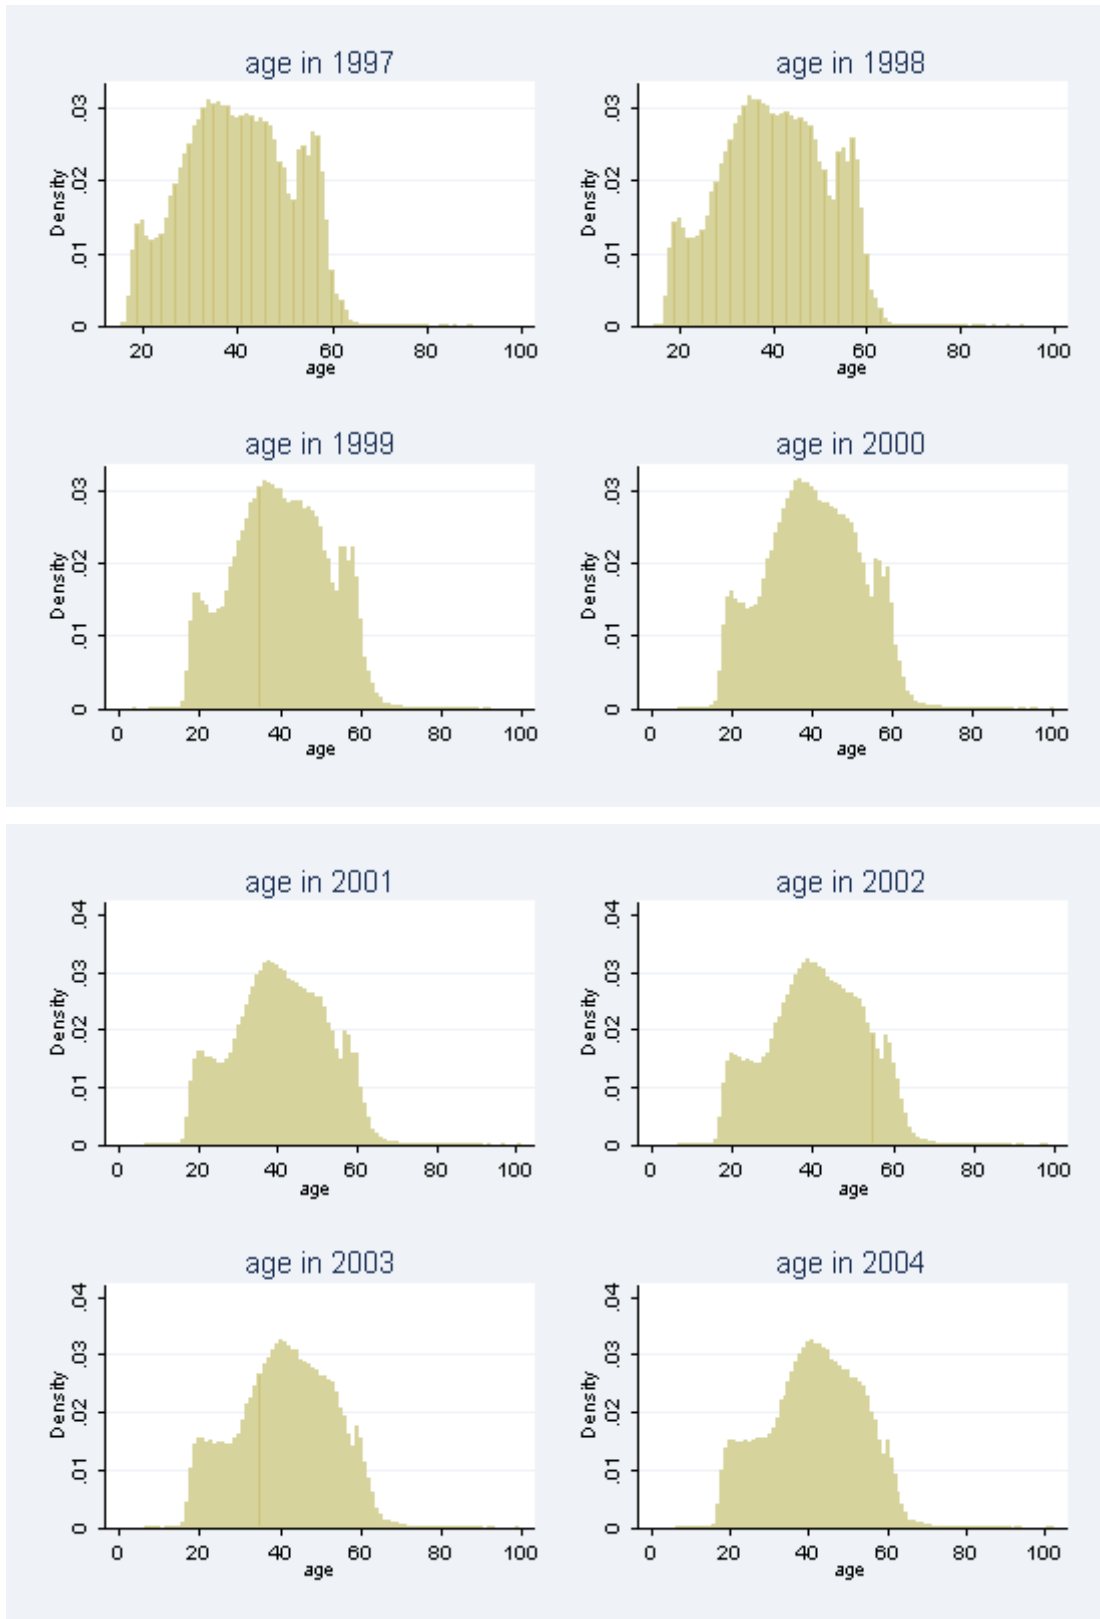 age in 1997
Density
0 .01 .02 .03
20 40 60 80 100
age
age in 1998
Density
0 .01 .02 .03
20 40 60 80 100
age
age in 1999
Density
0 .01 .02 .03
0 20 40 60 80 100
age
age in 2000
Density
0 .01 .02 .03
0 20 40 60 80 100
age
age in 2001
Density
0 .01 .02 .03 .04
0 20 40 60 80 100
age
age in 2002
Density
0 .01 .02 .03 .04
0 20 40 60 80 100
age
age in 2003
Density
0 .01 .02 .03 .04
0 20 40 60 80 100
age
age in 2004
Density
0 .01 .02 .03 .04
0 20 40 60 80 100
age